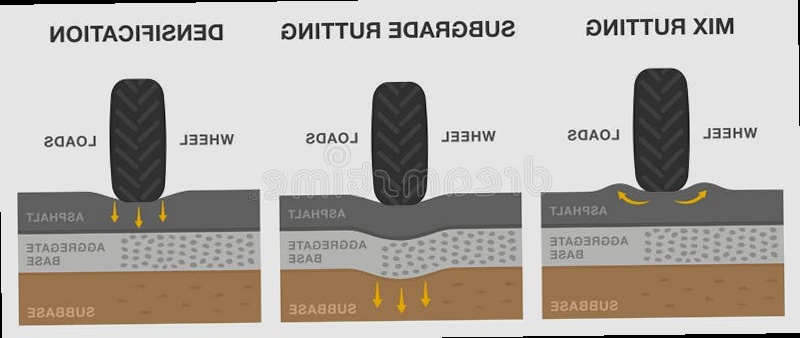 MIX RUTTING
SUBGRADE RUTTING
DENSIFICATION
WHEEL LOADS
WHEEL LOADS
WHEEL LOADS
dreamstime
ASPHALT
AGGREGATE
BASE
SUBBASE
ASPHALT
AGGREGATE
BASE
SUBBASE
ASPHALT
AGGREGATE
BASE
SUBBASE